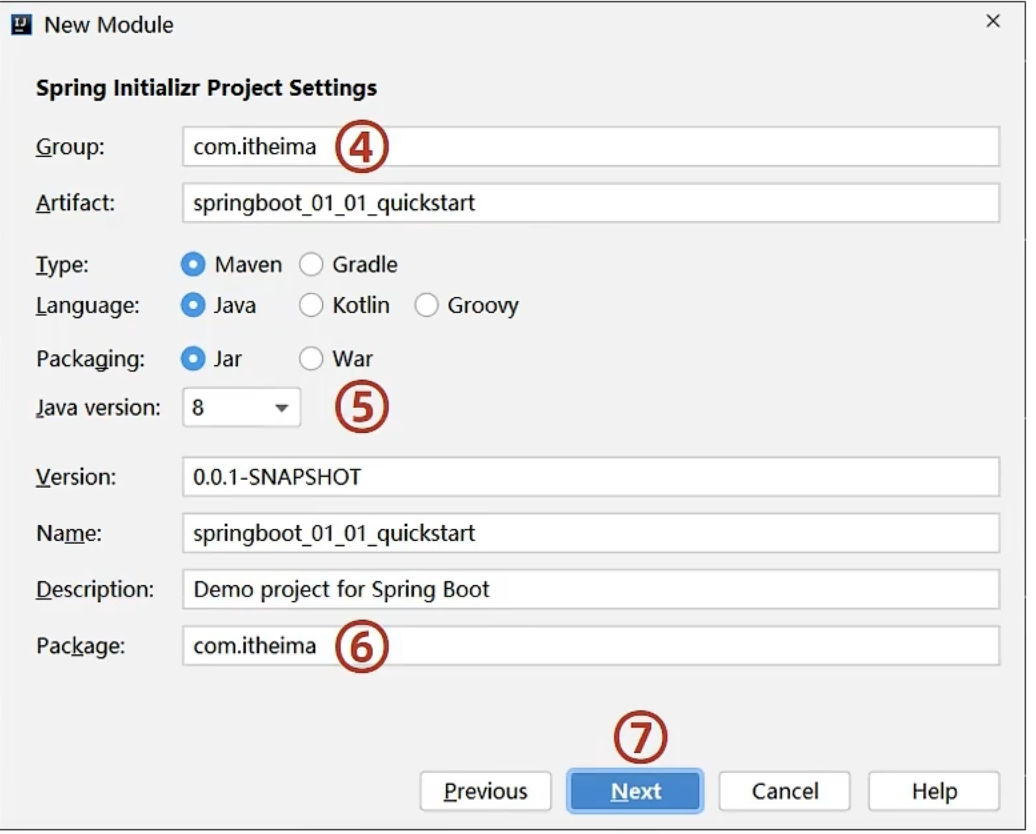 New Module
Spring Initializr Project Settings
Group: com.itheima ④
Artifact: springboot_01_01_quickstart
Type: Maven Gradle
Language: Java Kotlin Groovy
Packaging: Jar War
Java version: 8 ⑤
Version: 0.0.1-SNAPSHOT
Name: springboot_01_01_quickstart
Description: Demo project for Spring Boot
Package: com.itheima ⑥
⑦
Previous Next Cancel Help